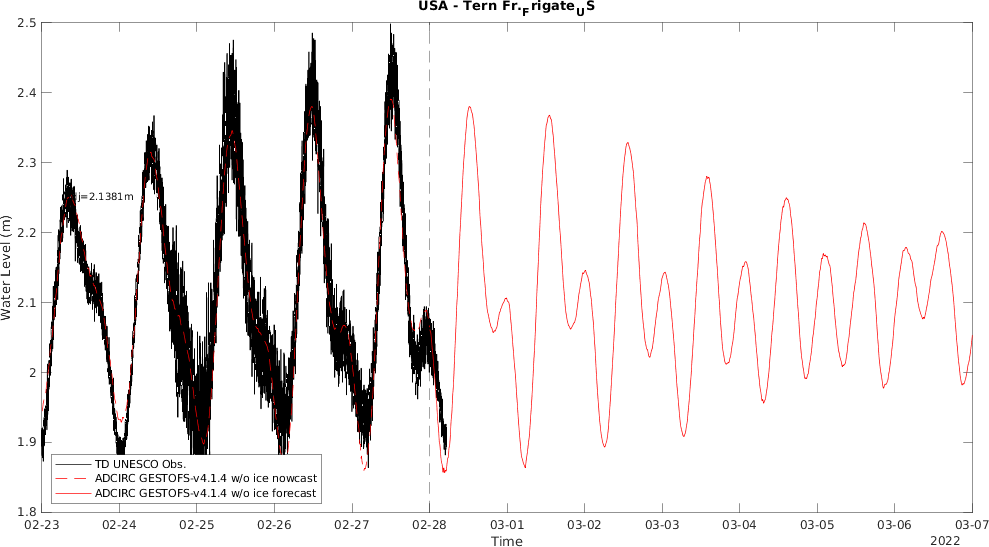 USA - Tern Fr.FrigateUS
2.5
2.4
2.3
2.2
2.1
2
1.9
1.8
Water Level (m)
j=2.1381m
TD UNESCO Obs.
ADCIRC GESTOFS-v4.1.4 w/o ice nowcast
ADCIRC GESTOFS-v4.1.4 w/o ice forecast
02-23 02-24 02-25 02-26 02-27 02-28 03-01 03-02 03-03 03-04 03-05 03-06 03-07
Time
2022